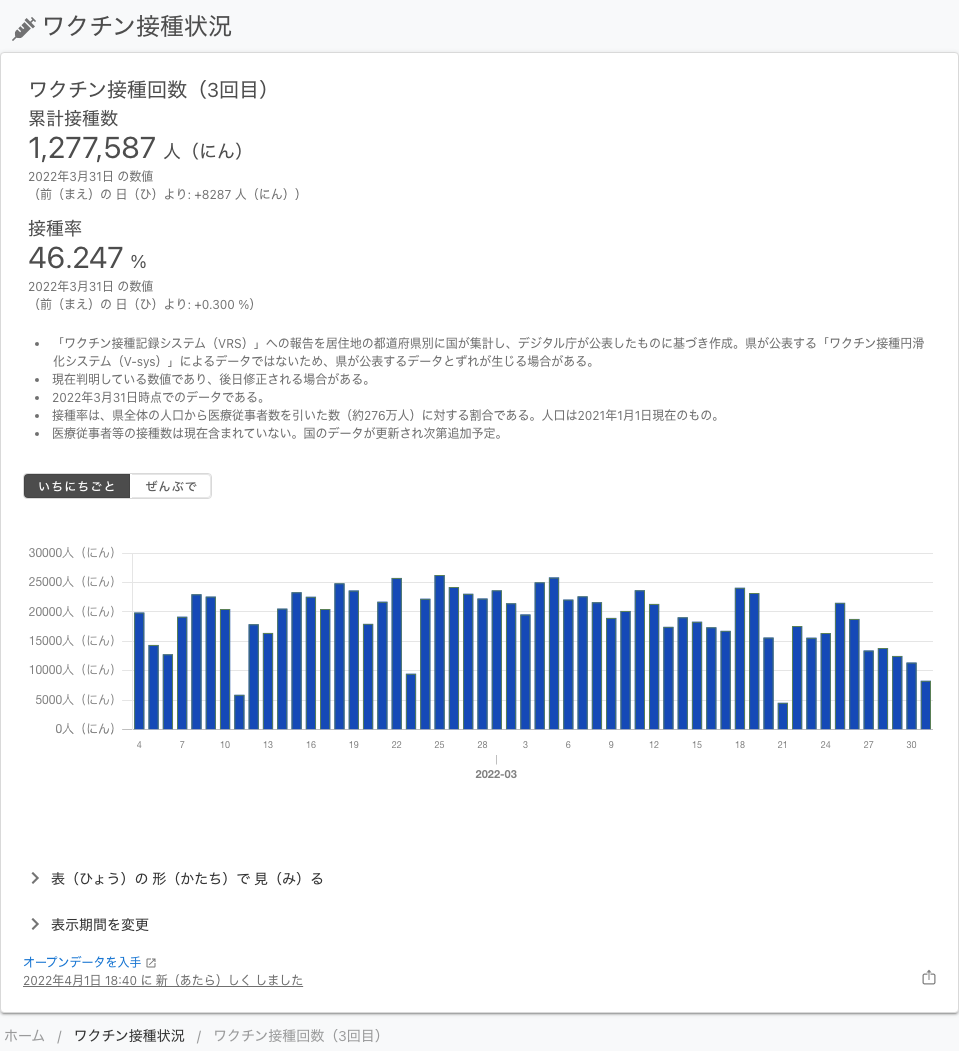 ワクチン接種状況
ワクチン接種回数（3回目）
累計接種数
1,277,587 人（にん）
2022年3月31日 の数値
（前（まえ）の 日（ひ）より: +8287 人（にん））
接種率
46.247 %
2022年3月31日 の数値
（前（まえ）の 日（ひ）より: +0.300 %）
• 「ワクチン接種記録システム（VRS）」への報告を居住地の都道府県別に国が集計し、デジタル庁が公表したものに基づき作成。県が公表する「ワクチン接種円滑
化システム（V-sys）」によるデータではないため、県が公表するデータとずれが生じる場合がある。
• 現在判明している数値であり、後日修正される場合がある。
• 2022年3月31日時点でのデータである。
• 接種率は、県全体の人口から医療従事者数を引いた数（約276万人）に対する割合である。人口は2021年1月1日現在のもの。
• 医療従事者等の接種数は現在含まれていない。国のデータが更新され次第追加予定。
いちにちごと ぜんぶで
30000人（にん）
25000人（にん）
20000人（にん）
15000人（にん）
10000人（にん）
5000人（にん）
0人（にん）
4 7 10 13 16 19 22 25 28 3 6 9 12 15 18 21 24 27 30
2022-03
表（ひょう）の 形（かたち）で 見（み）る
表示期間を変更
オープンデータを入手
2022年4月1日 18:40 に 新（あたら）しく しました
ホーム / ワクチン接種状況 / ワクチン接種回数（3回目）